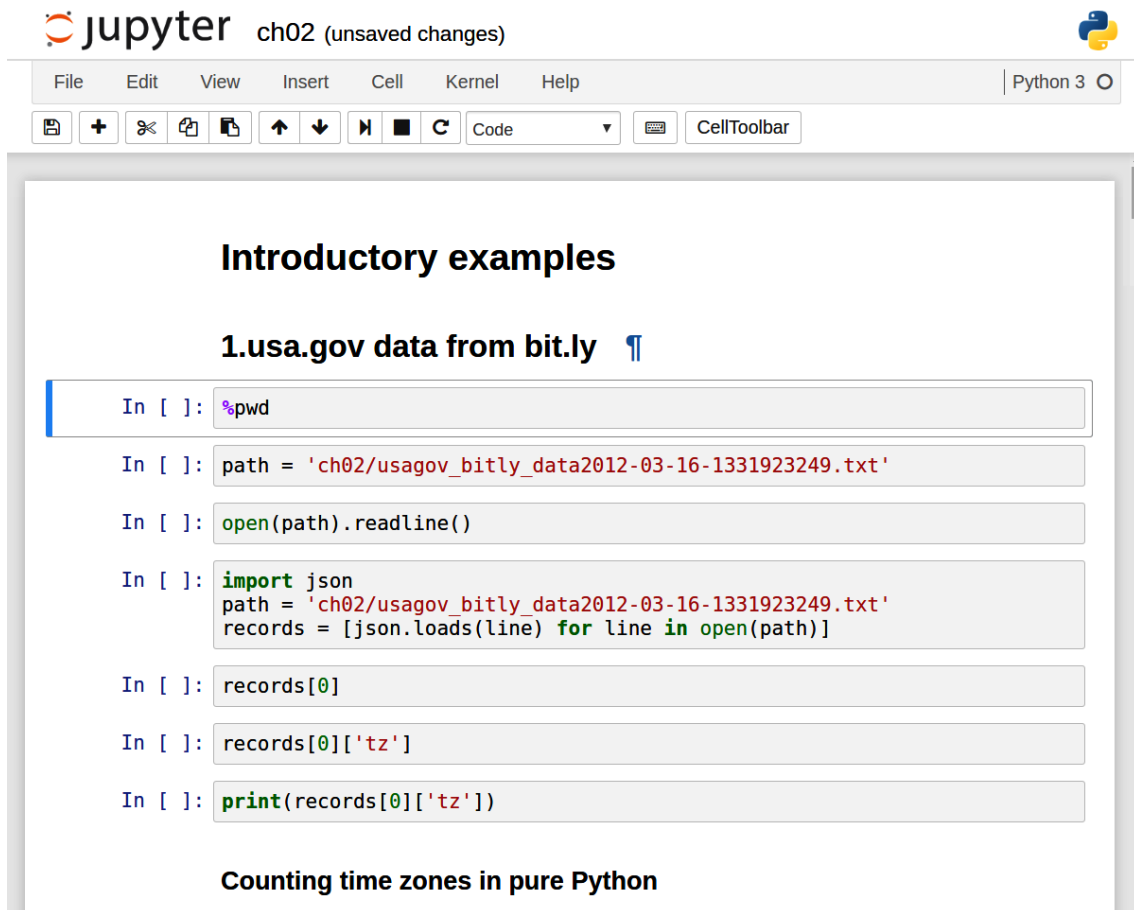 jupyter ch02 (unsaved changes)
File Edit View Insert Cell Kernel Help Python 3
Code CellToolbar
Introductory examples
1.usa.gov data from bit.ly ¶
In [ ]: %pwd
In [ ]: path = 'ch02/usagov_bitly_data2012-03-16-1331923249.txt'
In [ ]: open(path).readline()
In [ ]: import json
path = 'ch02/usagov_bitly_data2012-03-16-1331923249.txt'
records = [json.loads(line) for line in open(path)]
In [ ]: records[0]
In [ ]: records[0]['tz']
In [ ]: print(records[0]['tz'])
Counting time zones in pure Python